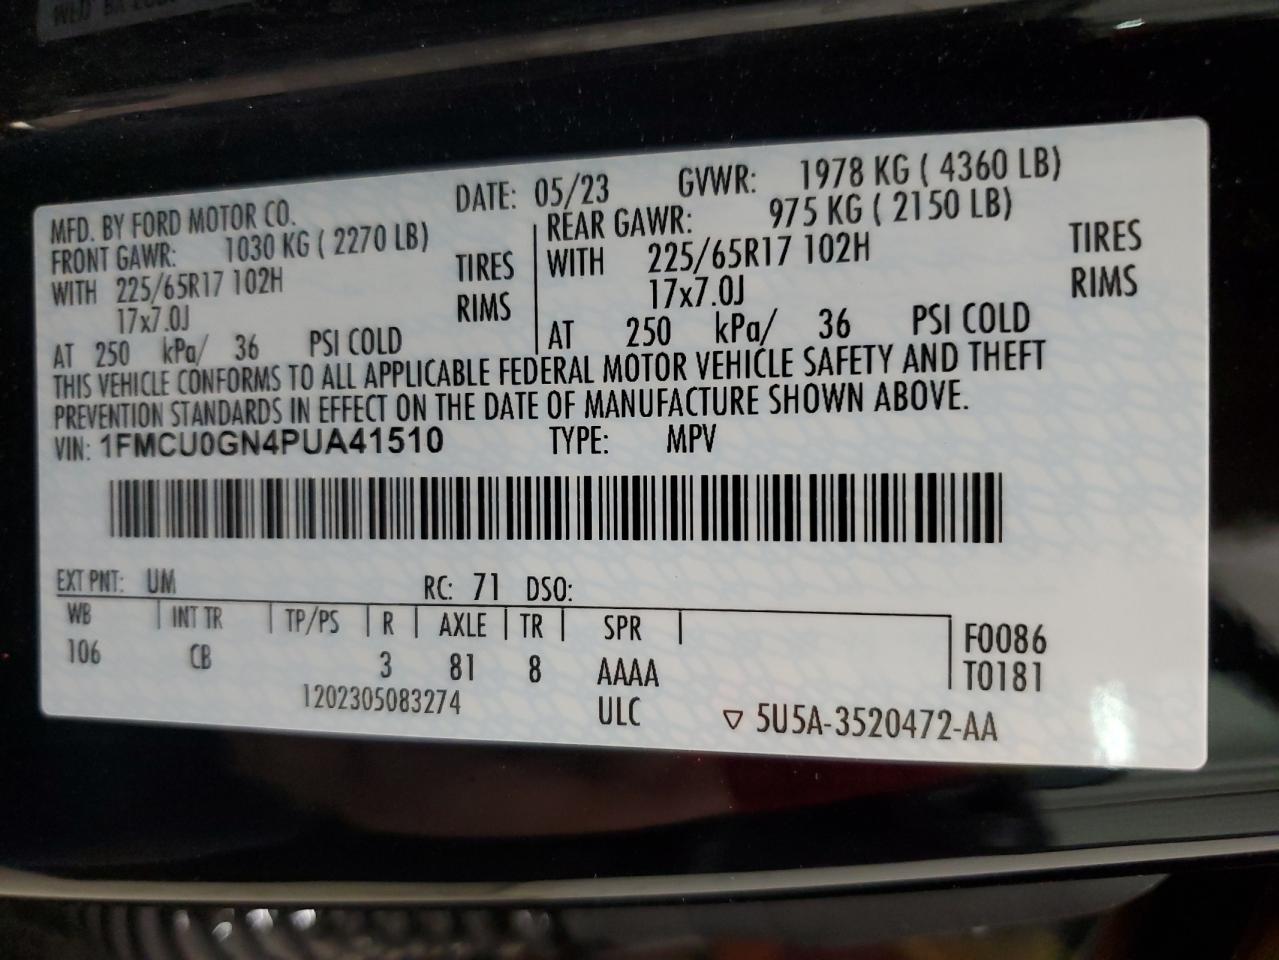 MFD. BY FORD MOTOR CO. DATE: 05/23 GVWR: 1978 KG ( 4360 LB)
FRONT GAWR: 1030 KG ( 2270 LB) REAR GAWR: 975 KG ( 2150 LB)
WITH 225/65R17 102H TIRES WITH 225/65R17 102H TIRES
17x7.0J RIMS 17x7.0J RIMS
AT 250 kPa/ 36 PSI COLD AT 250 kPa/ 36 PSI COLD
THIS VEHICLE CONFORMS TO ALL APPLICABLE FEDERAL MOTOR VEHICLE SAFETY AND THEFT
PREVENTION STANDARDS IN EFFECT ON THE DATE OF MANUFACTURE SHOWN ABOVE.
VIN: 1FMCU0GN4PUA41510 TYPE: MPV
EXT PNT: UM RC: 71 DSO:
WB INT TR TP/PS R AXLE TR SPR F0086
106 CB 3 81 8 AAAA T0181
1202305083274 ULC ▽ 5U5A-3520472-AA